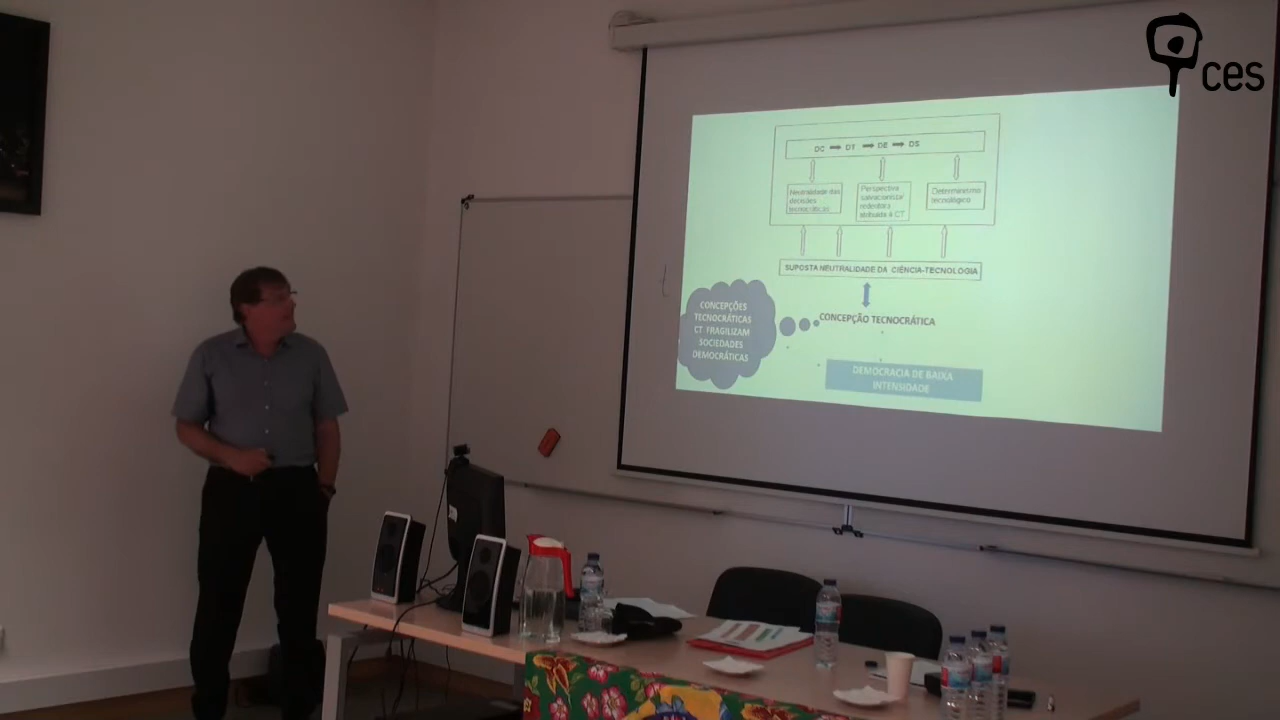 ces
DC ➡ DT ➡ DE ➡ DS
Neutralidade das
decisões
tecnocráticas
Perspectiva
salvacionista/
redentora
atribuída à CT
Determinismo
tecnológico
SUPOSTA NEUTRALIDADE DA CIÊNCIA-TECNOLOGIA
CONCEPÇÃO TECNOCRÁTICA
CONCEPÇÕES
TECNOCRÁTICAS
CT FRAGILIZAM
SOCIEDADES
DEMOCRÁTICAS
DEMOCRACIA DE BAIXA
INTENSIDADE